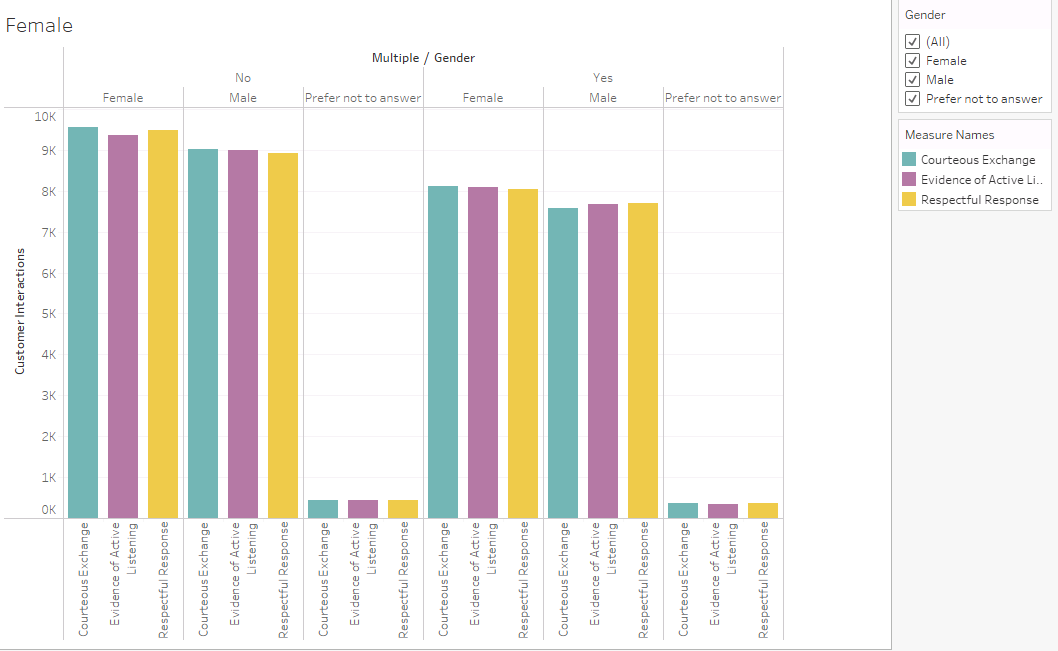 Female
Multiple / Gender
No
Yes
Female
Male
Prefer not to answer
Female
Male
Prefer not to answer
Customer Interactions
10K
9K
8K
7K
6K
5K
4K
3K
2K
1K
0K
Courteous Exchange
Evidence of Active
Listening
Respectful Response
Courteous Exchange
Evidence of Active
Listening
Respectful Response
Courteous Exchange
Evidence of Active
Listening
Respectful Response
Courteous Exchange
Evidence of Active
Listening
Respectful Response
Courteous Exchange
Evidence of Active
Listening
Respectful Response
Courteous Exchange
Evidence of Active
Listening
Respectful Response
Gender
(All)
Female
Male
Prefer not to answer
Measure Names
Courteous Exchange
Evidence of Active Li..
Respectful Response